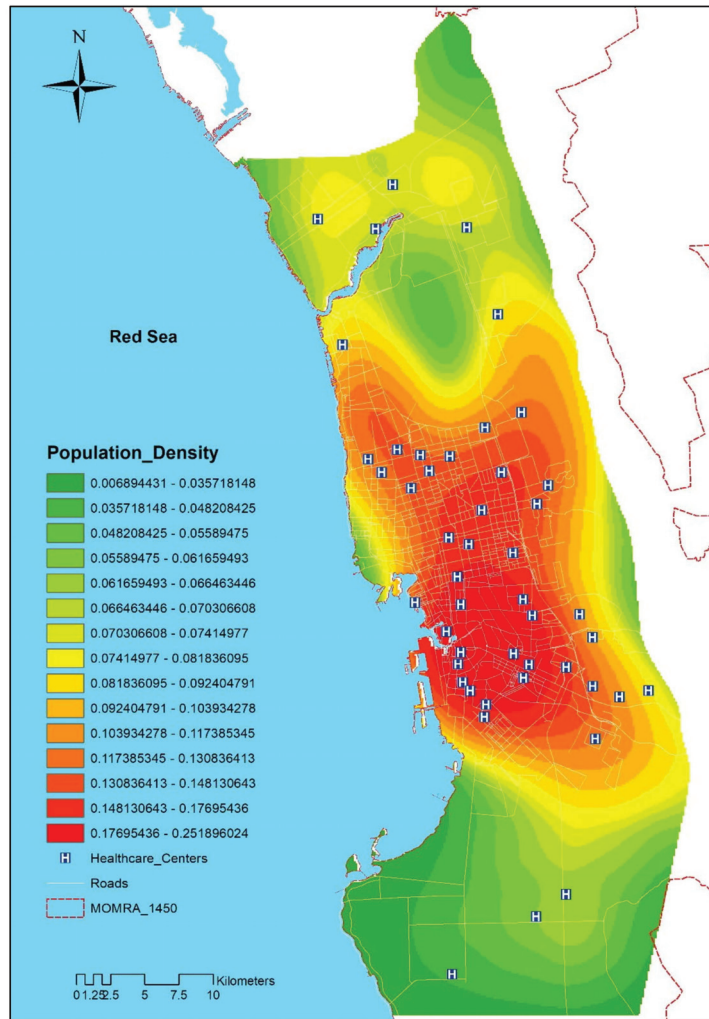 N
Red Sea
Population_Density
0.006894431 - 0.035718148
0.035718148 - 0.048208425
0.048208425 - 0.05589475
0.05589475 - 0.061659493
0.061659493 - 0.066463446
0.066463446 - 0.070306608
0.070306608 - 0.07414977
0.07414977 - 0.081836095
0.081836095 - 0.092404791
0.092404791 - 0.103934278
0.103934278 - 0.117385345
0.117385345 - 0.130836413
0.130836413 - 0.148130643
0.148130643 - 0.17695436
0.17695436 - 0.251896024
H Healthcare_Centers
Roads
MOMRA_1450
Kilometers
0 1.25 2.5 5 7.5 10